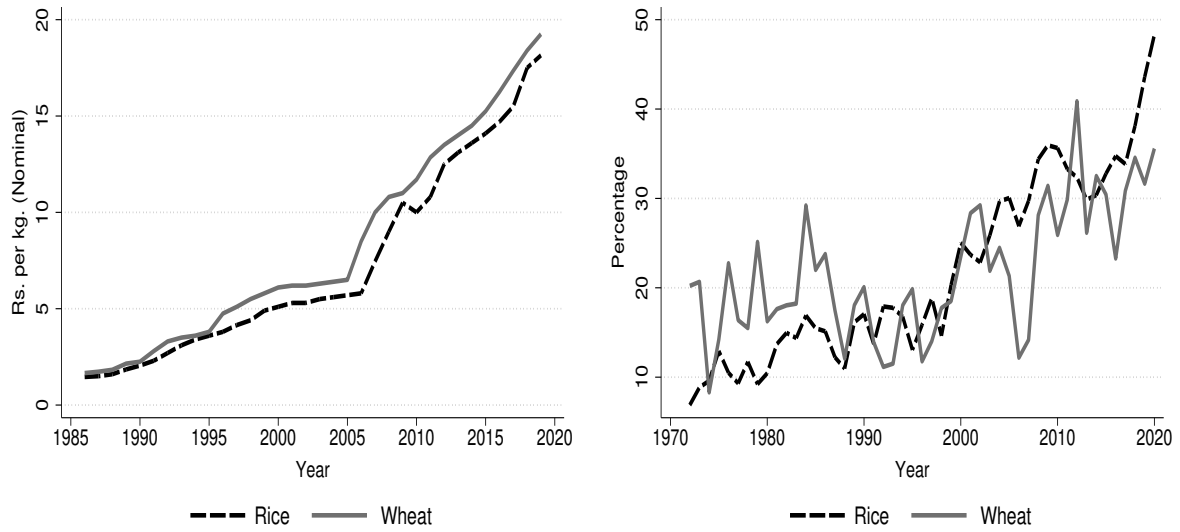 Rs. per kg. (Nominal)
20
15
10
5
0
1985 1990 1995 2000 2005 2010 2015 2020
Year
Rice Wheat
Percentage
50
40
30
20
10
1970 1980 1990 2000 2010 2020
Year
Rice Wheat